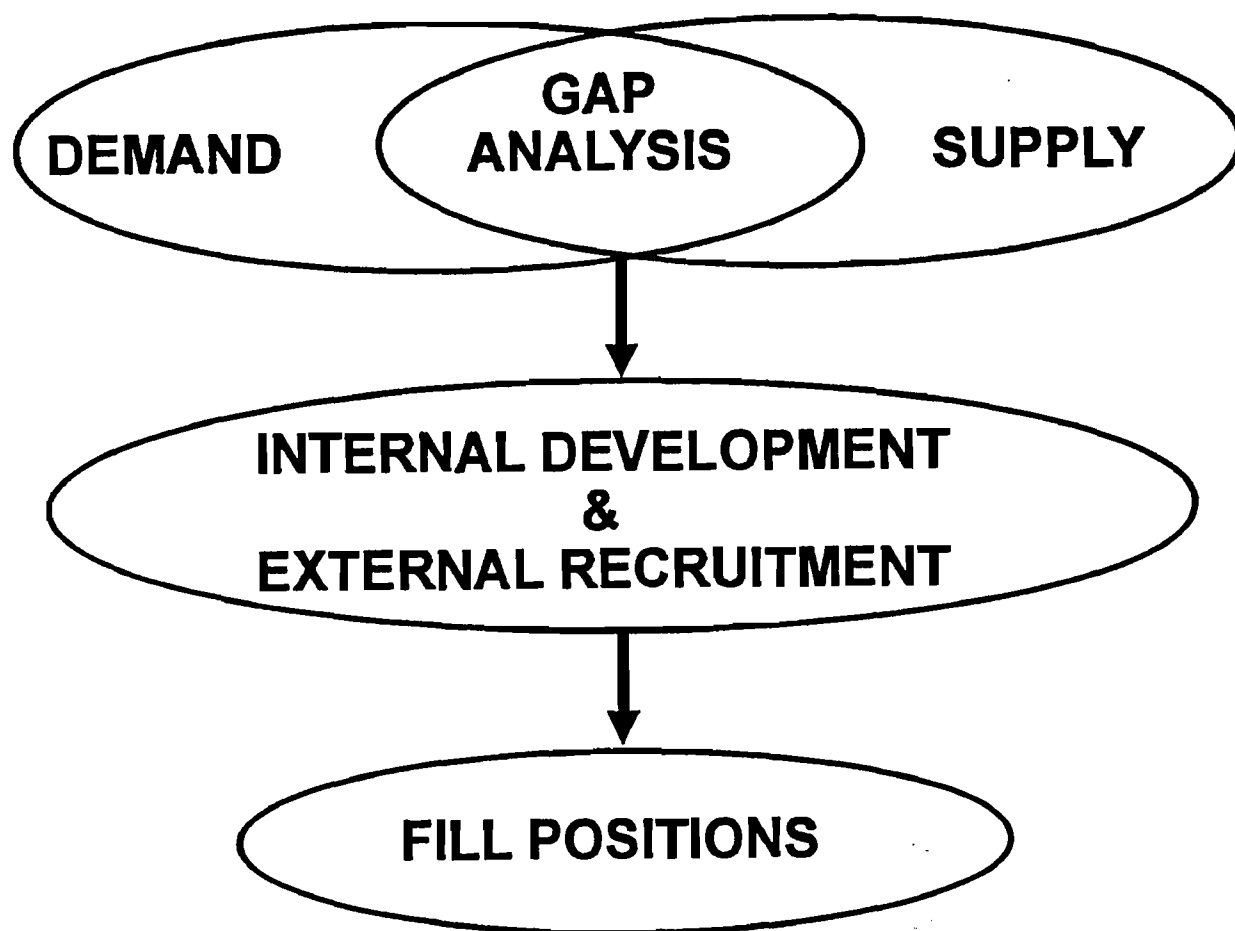 DEMAND
GAP
ANALYSIS
SUPPLY
INTERNAL DEVELOPMENT
&
EXTERNAL RECRUITMENT
FILL POSITIONS